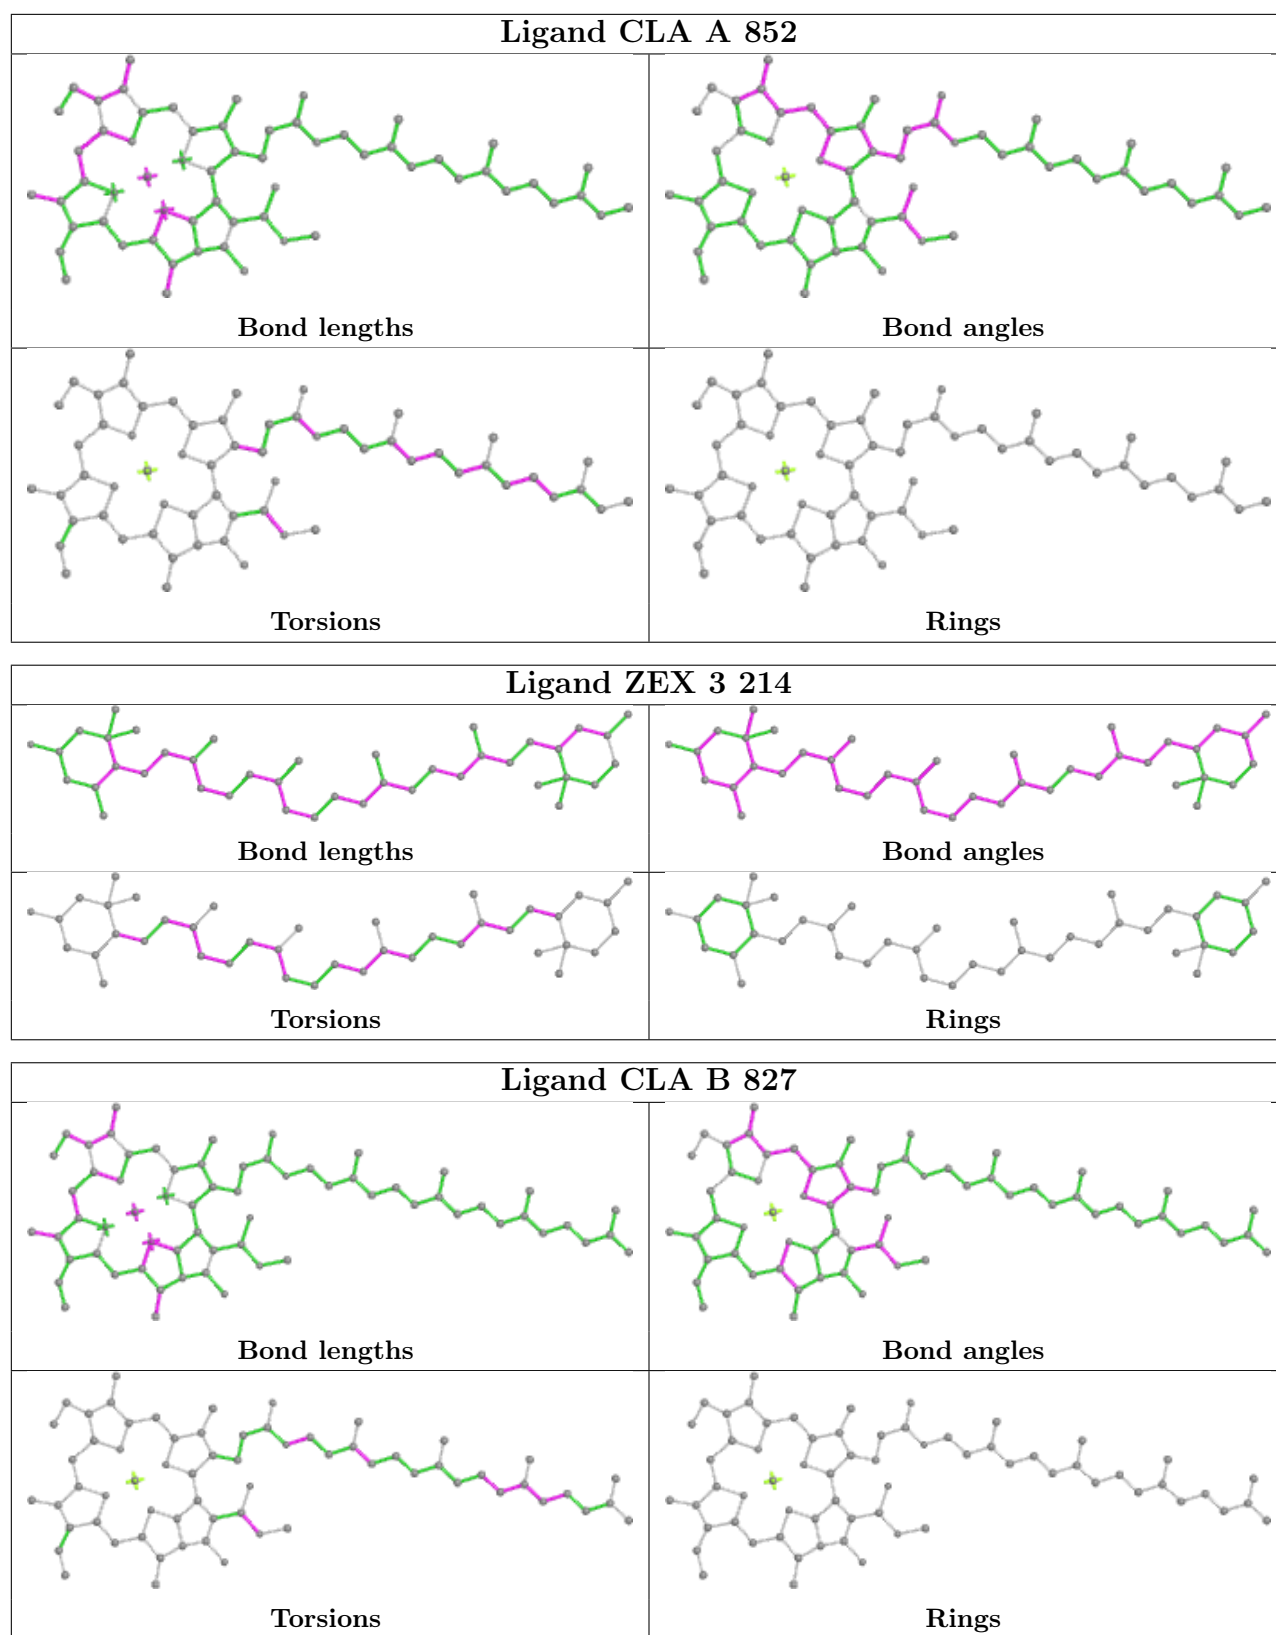 Ligand CLA A 852
Bond lengths
Bond angles
Torsions
Rings
Ligand ZEX 3 214
Bond lengths
Bond angles
Torsions
Rings
Ligand CLA B 827
Bond lengths
Bond angles
Torsions
Rings